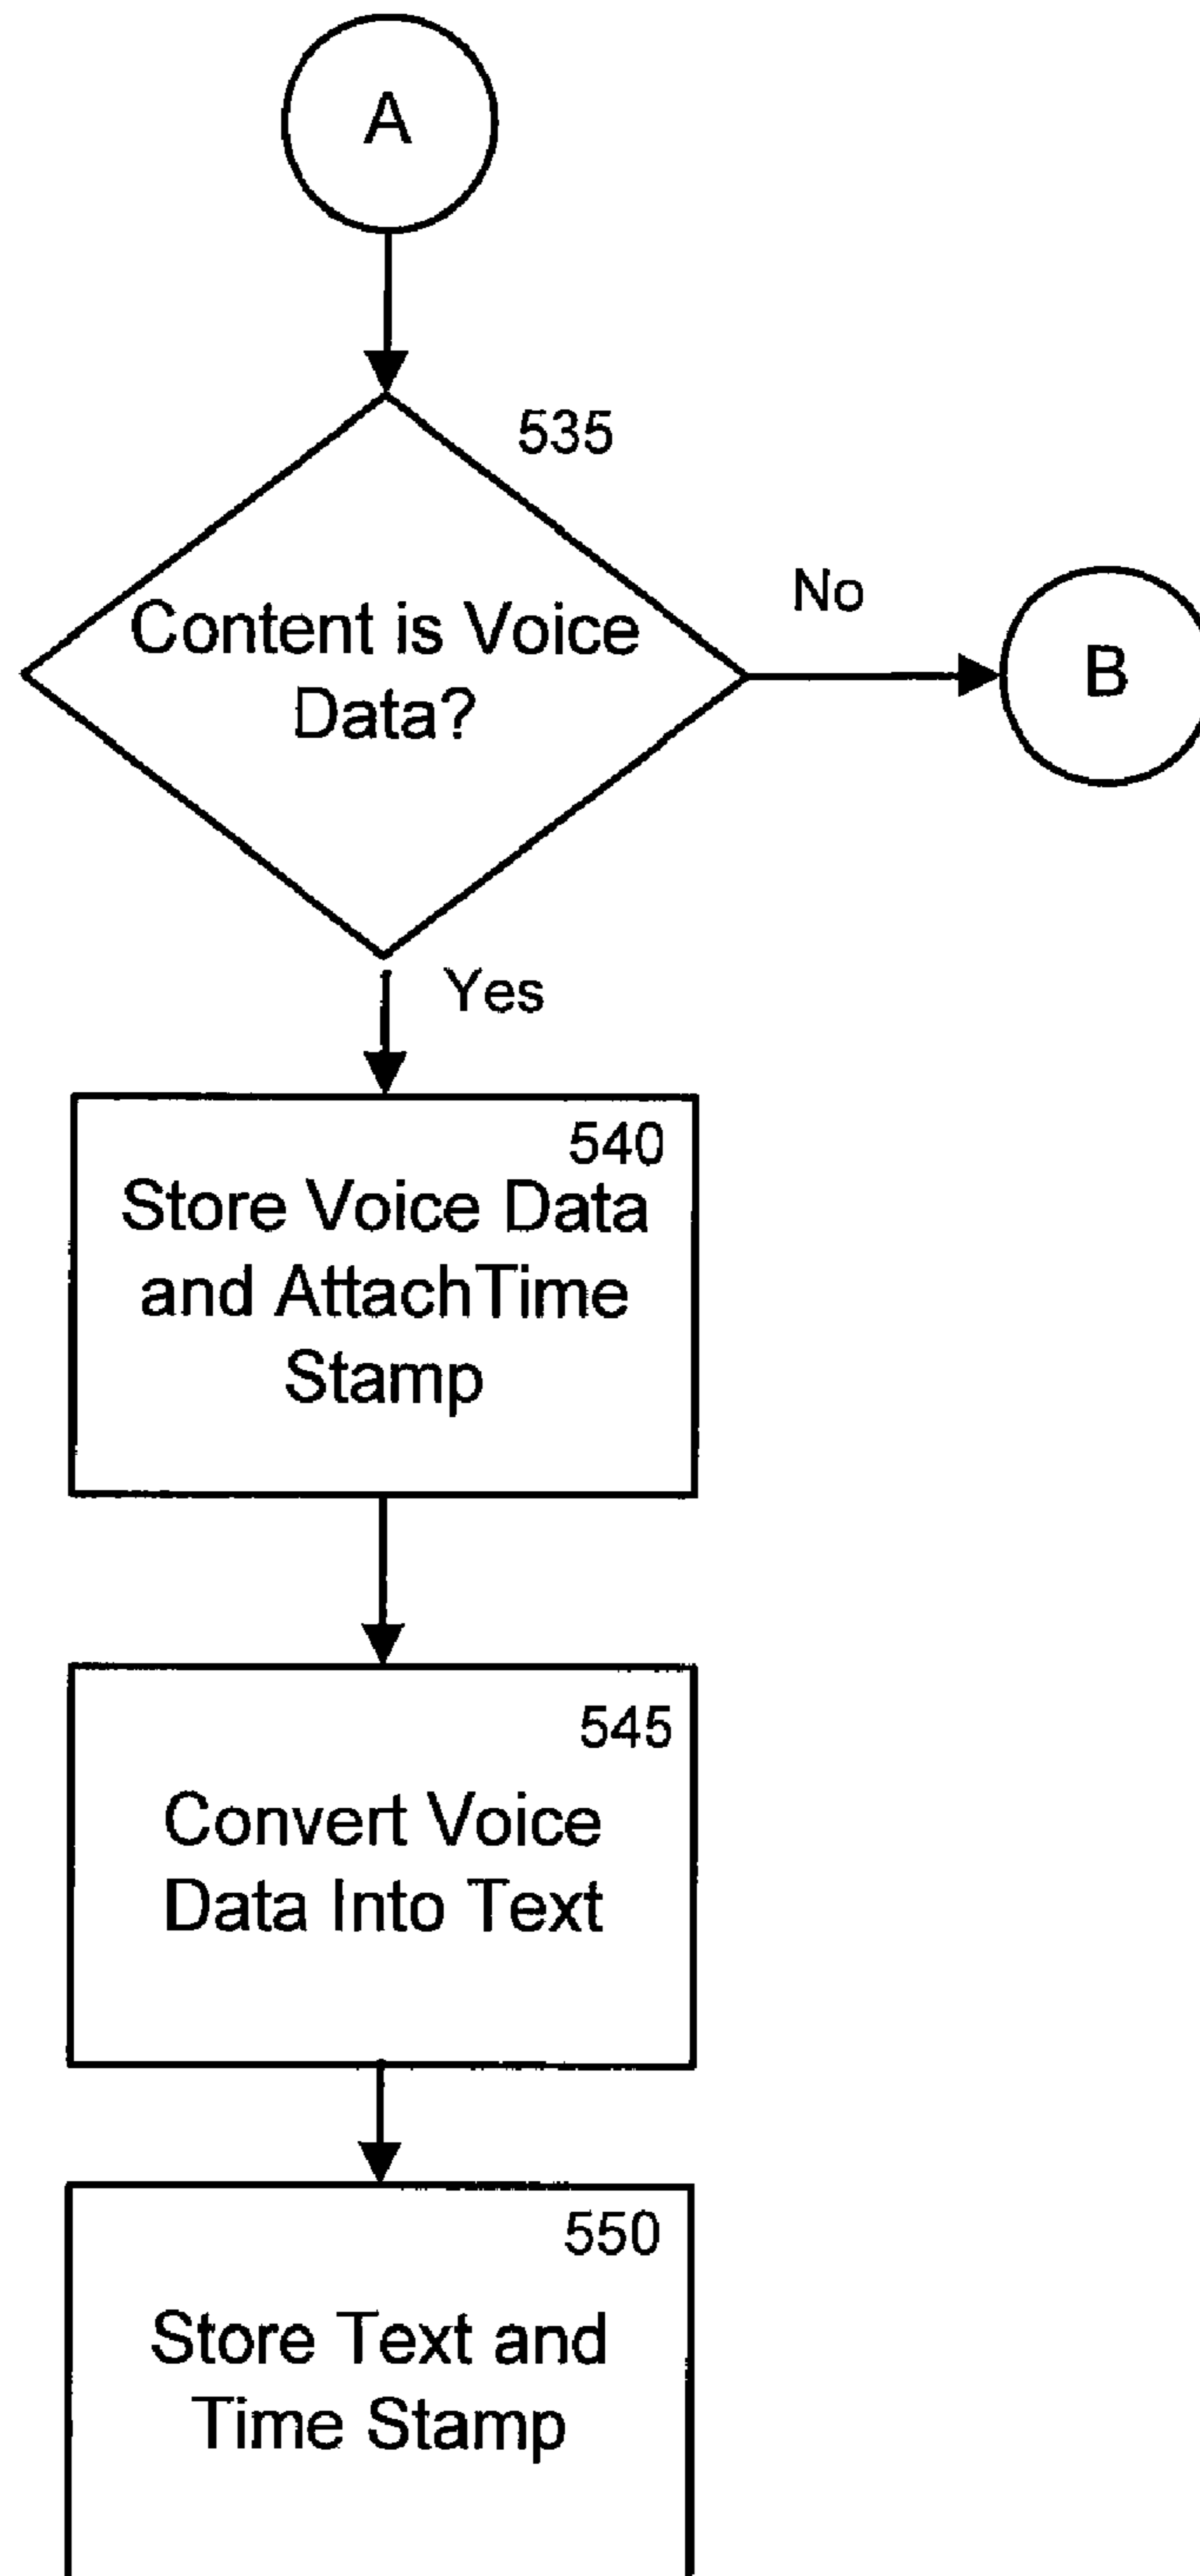 A
535
Content is Voice
Data?
No
B
Yes
540
Store Voice Data
and AttachTime
Stamp
545
Convert Voice
Data Into Text
550
Store Text and
Time Stamp